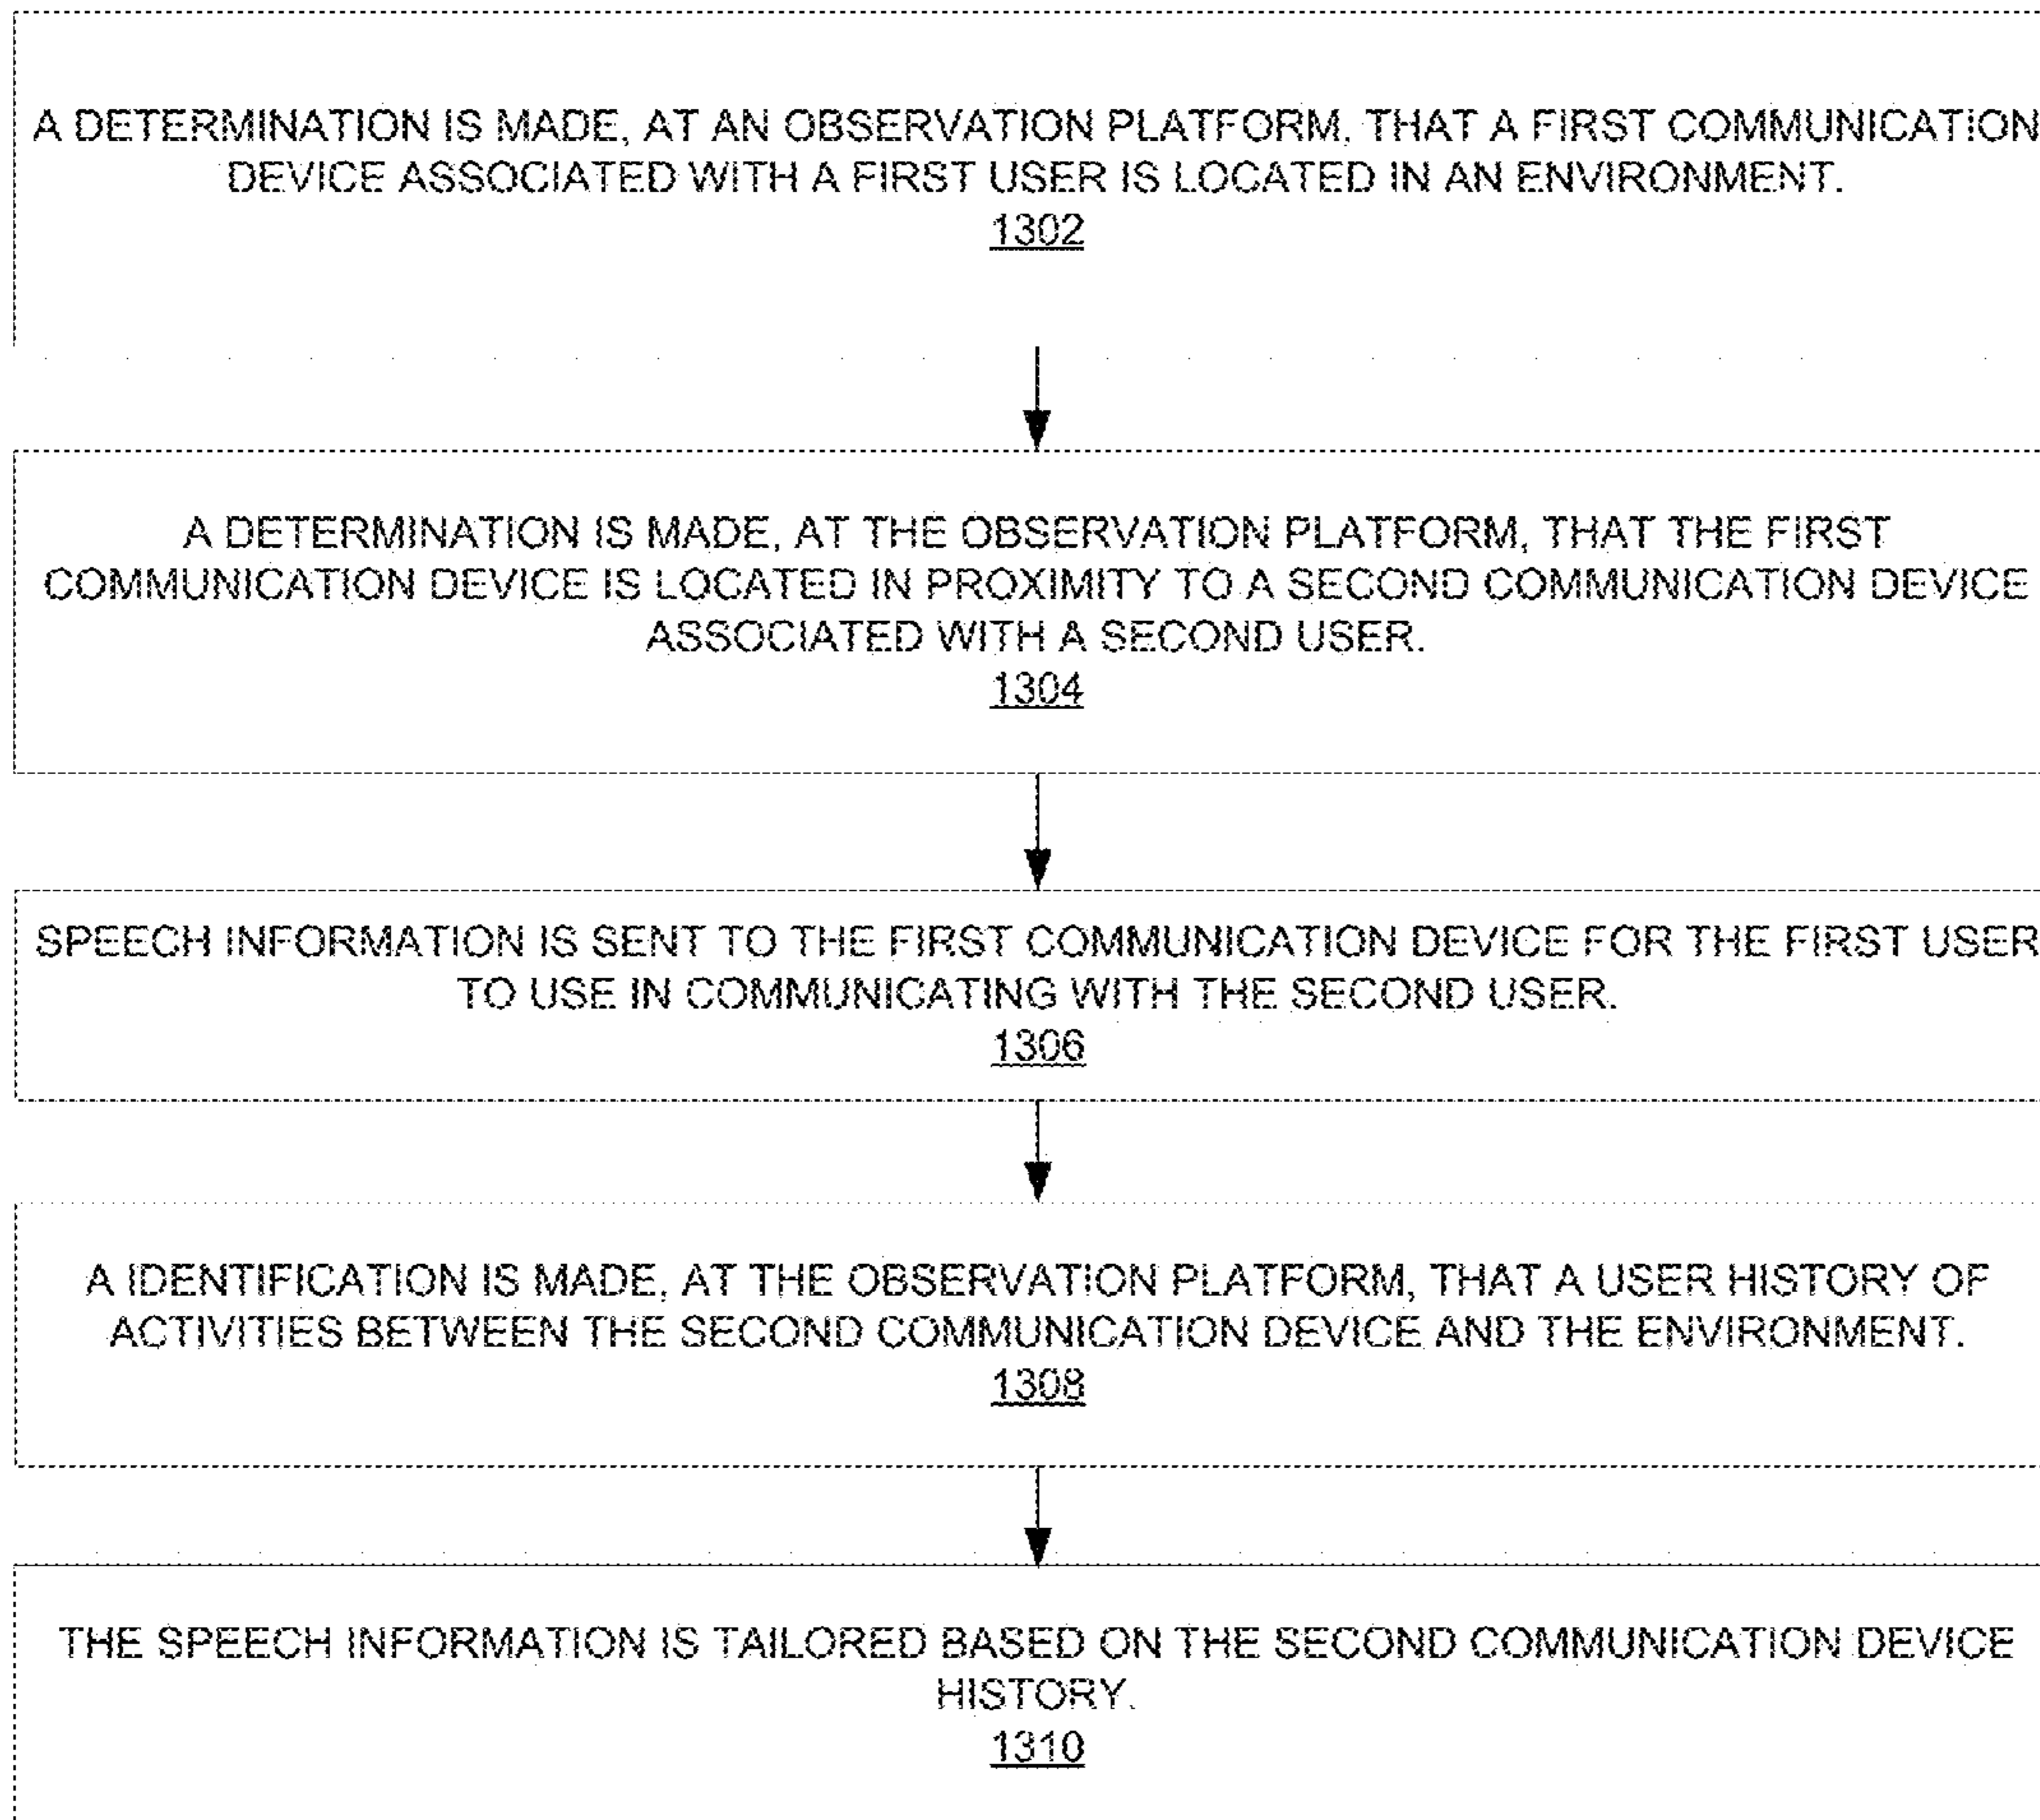 A DETERMINATION IS MADE, AT AN OBSERVATION PLATFORM, THAT A FIRST COMMUNICATION
DEVICE ASSOCIATED WITH A FIRST USER IS LOCATED IN AN ENVIRONMENT.
1302
A DETERMINATION IS MADE, AT THE OBSERVATION PLATFORM, THAT THE FIRST
COMMUNICATION DEVICE IS LOCATED IN PROXIMITY TO A SECOND COMMUNICATION DEVICE
ASSOCIATED WITH A SECOND USER.
1304
SPEECH INFORMATION IS SENT TO THE FIRST COMMUNICATION DEVICE FOR THE FIRST USER
TO USE IN COMMUNICATING WITH THE SECOND USER.
1306
A IDENTIFICATION IS MADE, AT THE OBSERVATION PLATFORM, THAT A USER HISTORY OF
ACTIVITIES BETWEEN THE SECOND COMMUNICATION DEVICE AND THE ENVIRONMENT.
1308
THE SPEECH INFORMATION IS TAILORED BASED ON THE SECOND COMMUNICATION DEVICE
HISTORY.
1310